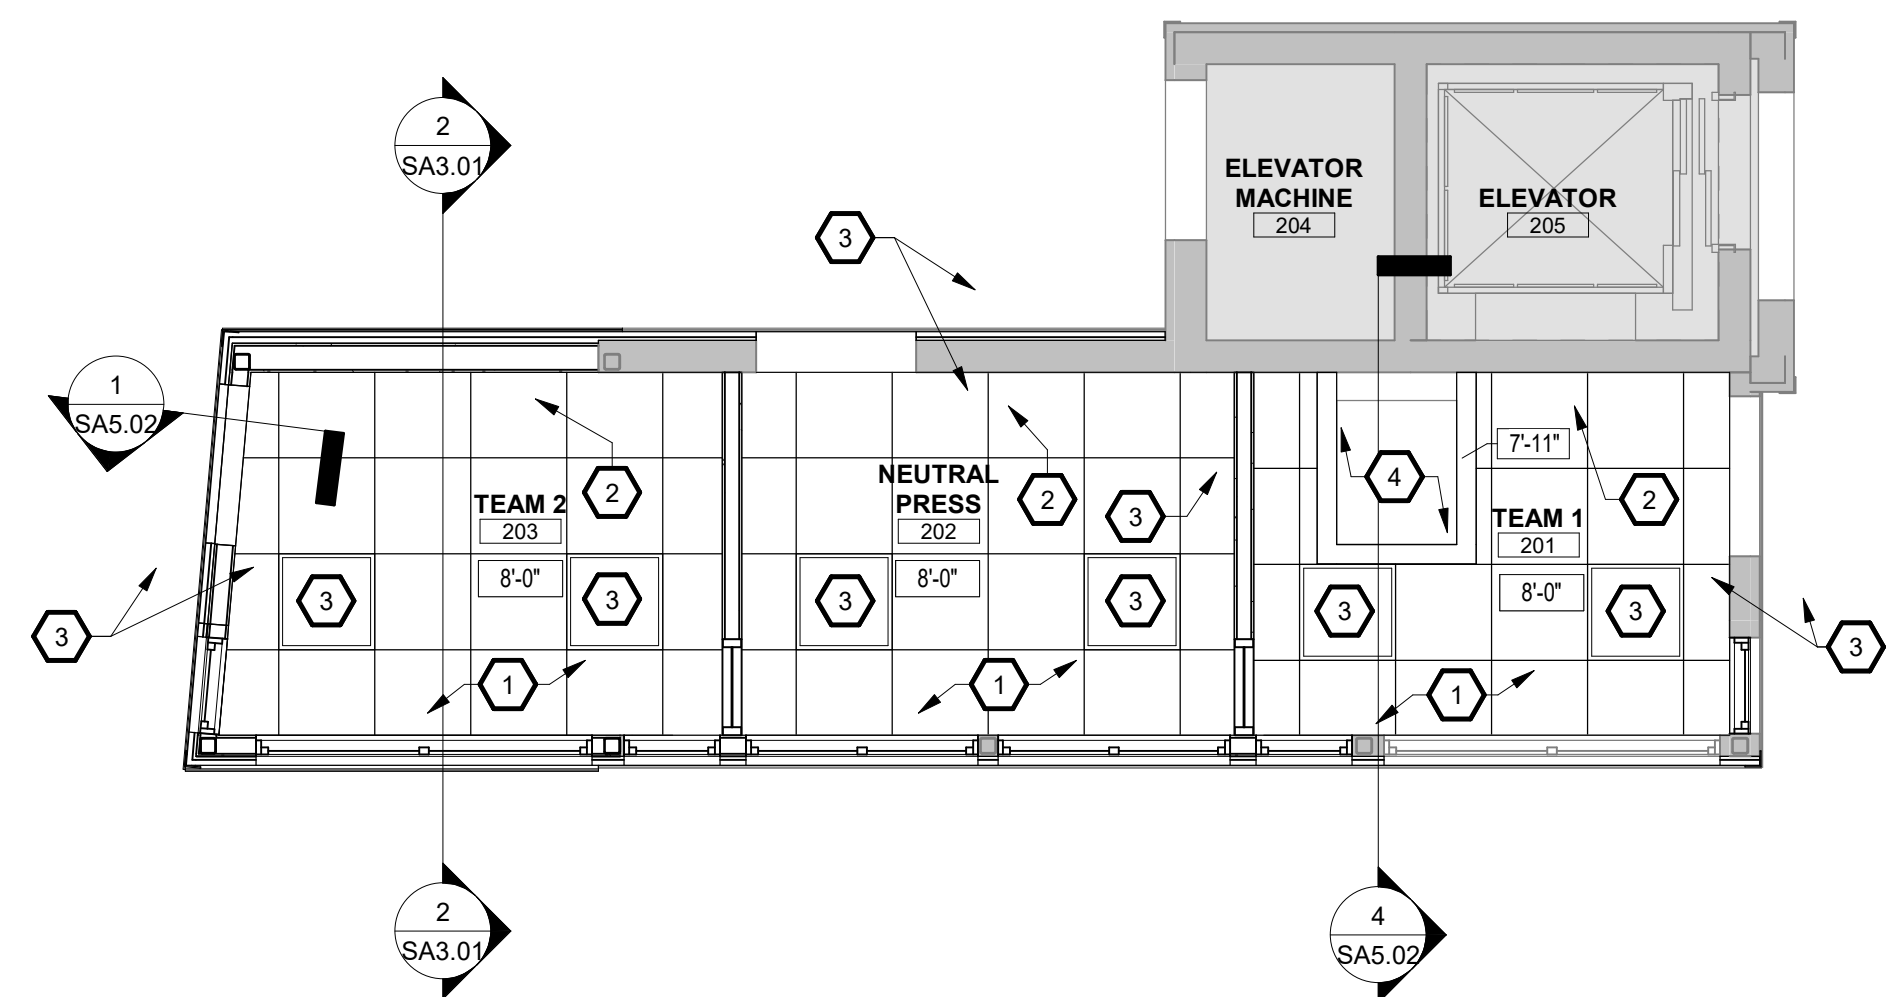 2
SA3.01
ELEVATOR
MACHINE
204
ELEVATOR
205
3
1
SA5.02
7'-11"
4
2
2
2
3
TEAM 2
203
8'-0"
NEUTRAL
PRESS
202
8'-0"
TEAM 1
201
8'-0"
3
3
3
3
3
3
3
3
3
1
1
1
2
SA3.01
4
SA5.02